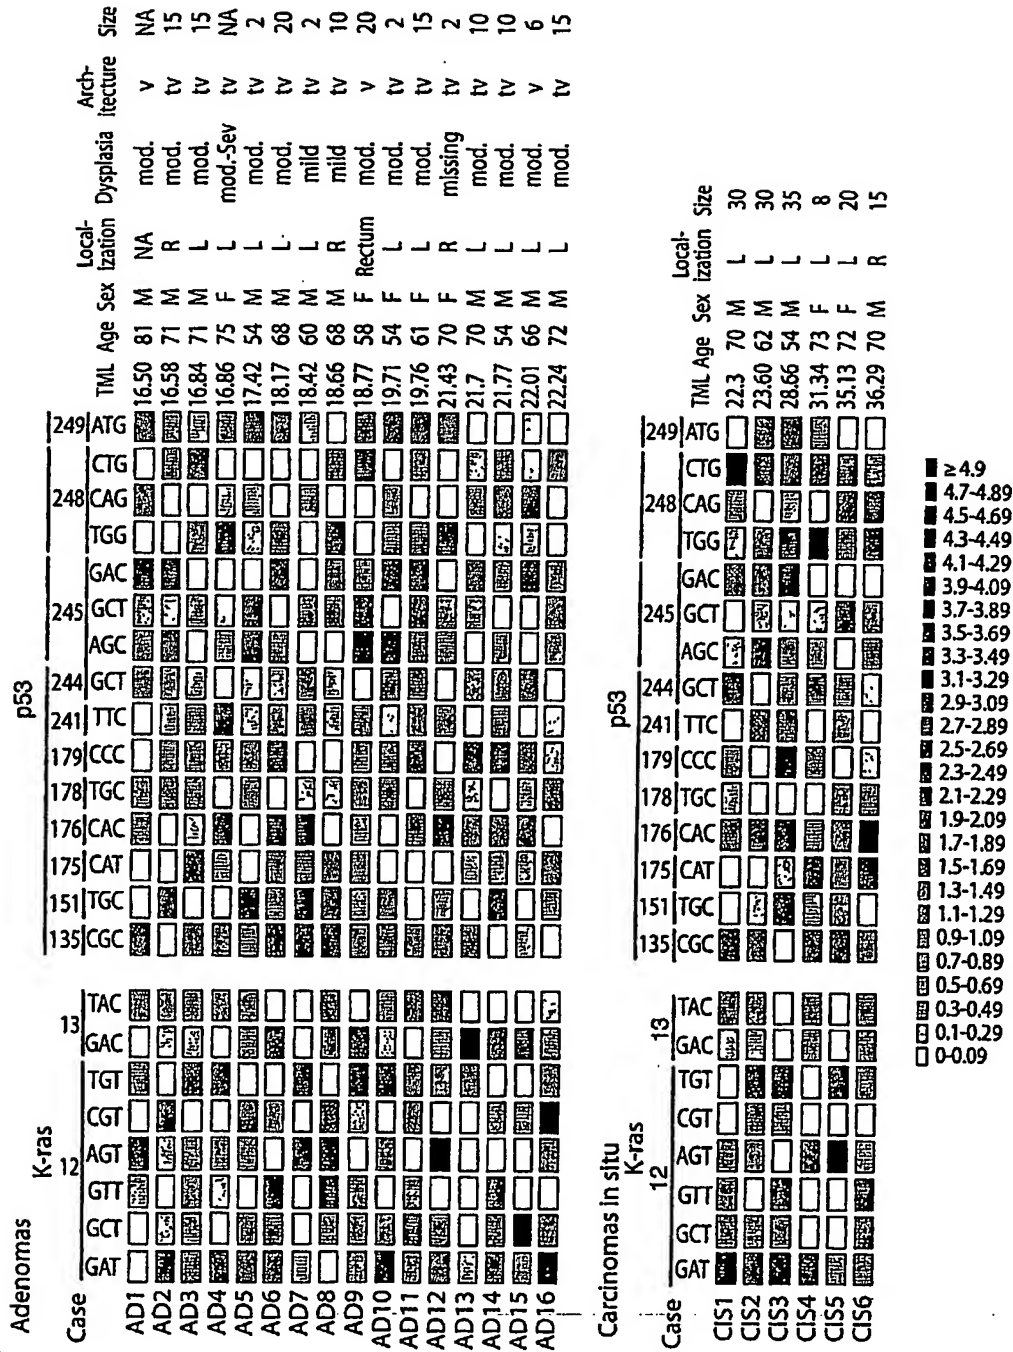 Adenomas
K-ras p53
12 13 135 151 175 176 178 179 241 244 245 248 249
Case GAT GCT GTT AGT CGT TGT GAC TAC CGC TGC CAT CAC TGC CCC TTC GCT AGC GCT GAC TGG CAG CTG ATG TML Age Sex Local-ization Dysplasia Arch-itecture Size
AD1 16.50 81 M NA mod. v NA
AD2 16.58 71 M R mod. tv 15
AD3 16.84 71 M L mod. tv 15
AD4 16.86 75 F L mod.-Sev tv NA
AD5 17.42 54 M L mod. tv 2
AD6 18.17 68 M L mod. tv 20
AD7 18.42 60 M L mild tv 2
AD8 18.66 68 M R mild tv 10
AD9 18.77 58 F Rectum mod. v 20
AD10 19.71 54 F L mod. tv 2
AD11 19.76 61 F L mod. tv 15
AD12 21.43 70 F R missing tv 2
AD13 21.7 70 M L mod. tv 10
AD14 21.77 54 M L mod. tv 10
AD15 22.01 66 M L mod. v 6
AD16 22.24 72 M L mod. tv 15
Carcinomas in situ
K-ras p53
12 13 135 151 175 176 178 179 241 244 245 248 249
Case GAT GCT GTT AGT CGT TGT GAC TAC CGC TGC CAT CAC TGC CCC TTC GCT AGC GCT GAC TGG CAG CTG ATG TML Age Sex Local-ization Size
CIS1 22.3 70 M L 30
CIS2 23.60 62 M L 30
CIS3 28.66 54 M L 35
CIS4 31.34 73 F L 8
CIS5 35.13 72 F L 20
CIS6 36.29 70 M R 15
≥ 4.9
4.7-4.89
4.5-4.69
4.3-4.49
4.1-4.29
3.9-4.09
3.7-3.89
3.5-3.69
3.3-3.49
3.1-3.29
2.9-3.09
2.7-2.89
2.5-2.69
2.3-2.49
2.1-2.29
1.9-2.09
1.7-1.89
1.5-1.69
1.3-1.49
1.1-1.29
0.9-1.09
0.7-0.89
0.5-0.69
0.3-0.49
0.1-0.29
0-0.09